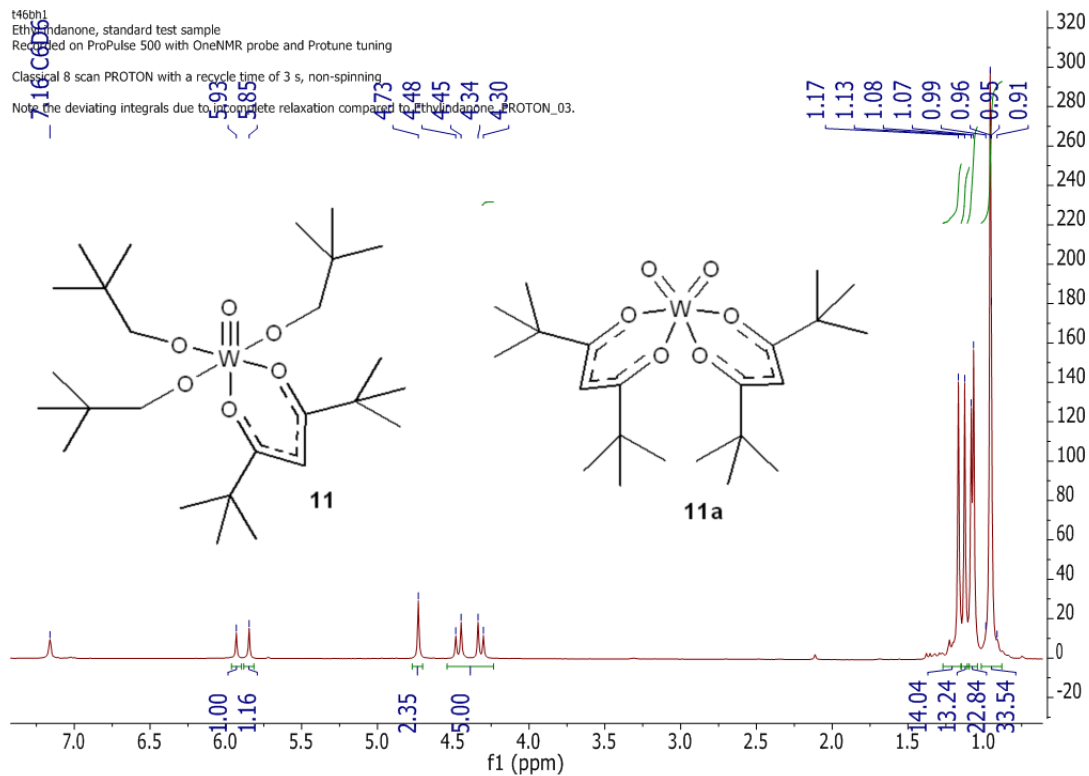 t46bh1
Ethylindanone, standard test sample
Recorded on ProPulse 500 with OneNMR probe and Protune tuning
Classical 8 scan PROTON with a recycle time of 3 s, non-spinning
Note the deviating integrals due to incomplete relaxation compared to Ethylindanone_PROTON_03.
7.16 C6D6
5.93
5.85
4.73
4.48
4.45
4.34
4.30
1.17
1.13
1.08
1.07
0.99
0.96
0.95
0.91
300
280
260
240
220
200
180
160
140
120
100
80
60
40
20
0
-20
O
W
O
O
O
O
O
11
O
O
W
O
O
O
O
11a
1.00
1.16
2.35
5.00
14.04
13.24
22.84
33.54
7.0 6.5 6.0 5.5 5.0 4.5 4.0 3.5 3.0 2.5 2.0 1.5 1.0
f1 (ppm)